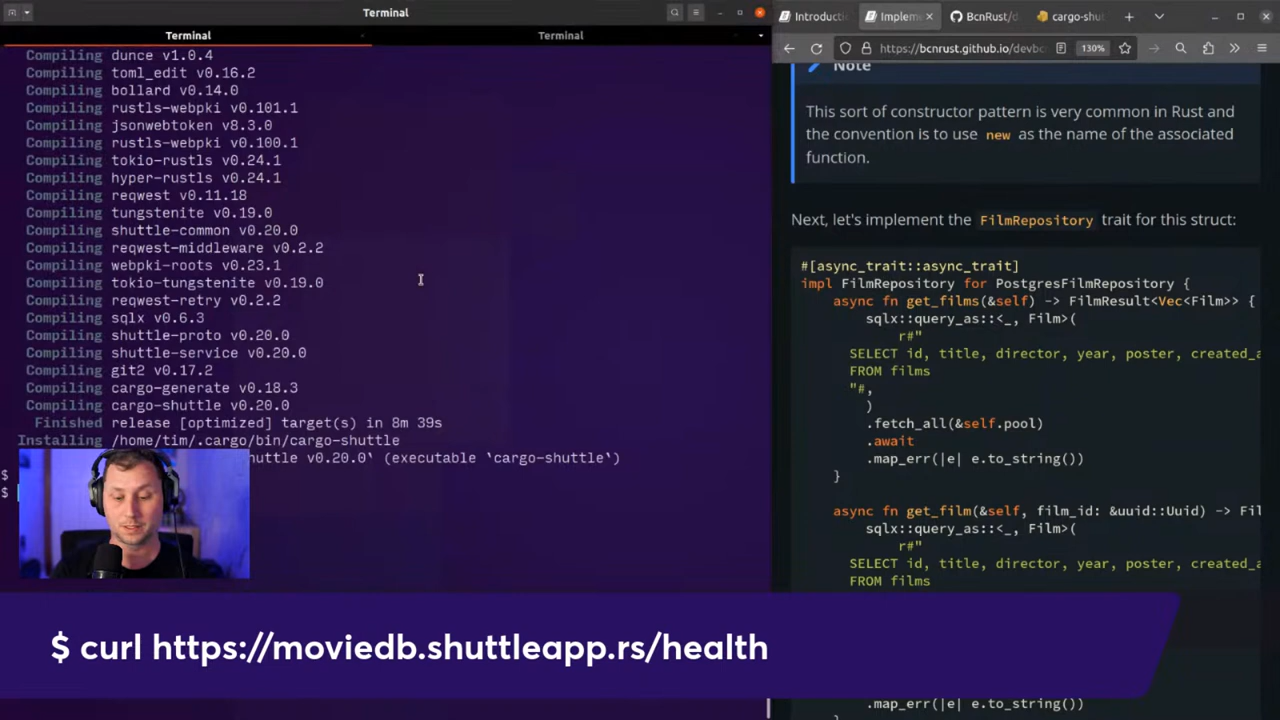 Terminal
Terminal
Terminal
Compiling dunce v1.0.4
Compiling toml_edit v0.16.2
Compiling bollard v0.14.0
Compiling rustls-webpki v0.101.1
Compiling jsonwebtoken v8.3.0
Compiling rustls-webpki v0.100.1
Compiling tokio-rustls v0.24.1
Compiling hyper-rustls v0.24.1
Compiling reqwest v0.11.18
Compiling tungstenite v0.19.0
Compiling shuttle-common v0.20.0
Compiling reqwest-middleware v0.2.2
Compiling webpki-roots v0.23.1
Compiling tokio-tungstenite v0.19.0
Compiling reqwest-retry v0.2.2
Compiling sqlx v0.6.3
Compiling shuttle-proto v0.20.0
Compiling shuttle-service v0.20.0
Compiling git2 v0.17.2
Compiling cargo-generate v0.18.3
Compiling cargo-shuttle v0.20.0
Finished release [optimized] target(s) in 8m 39s
Installing /home/tim/.cargo/bin/cargo-shuttle
uttle v0.20.0` (executable `cargo-shuttle`)
$
$
Introduction
Implem
BcnRust/d
cargo-shu
https://bcnrust.github.io/devbc
130%
Note
This sort of constructor pattern is very common in Rust and
the convention is to use new as the name of the associated
function.
Next, let's implement the FilmRepository trait for this struct:
#[async_trait::async_trait]
impl FilmRepository for PostgresFilmRepository {
async fn get_films(&self) -> FilmResult<Vec<Film>> {
sqlx::query_as::<_, Film>(
r#"
SELECT id, title, director, year, poster, created_a
FROM films
"#,
)
.fetch_all(&self.pool)
.await
.map_err(|e| e.to_string())
}
async fn get_film(&self, film_id: &uuid::Uuid) -> Fil
sqlx::query_as::<_, Film>(
r#"
SELECT id, title, director, year, poster, created_a
FROM films
.map_err(|e| e.to_string())
$ curl https://moviedb.shuttleapp.rs/health